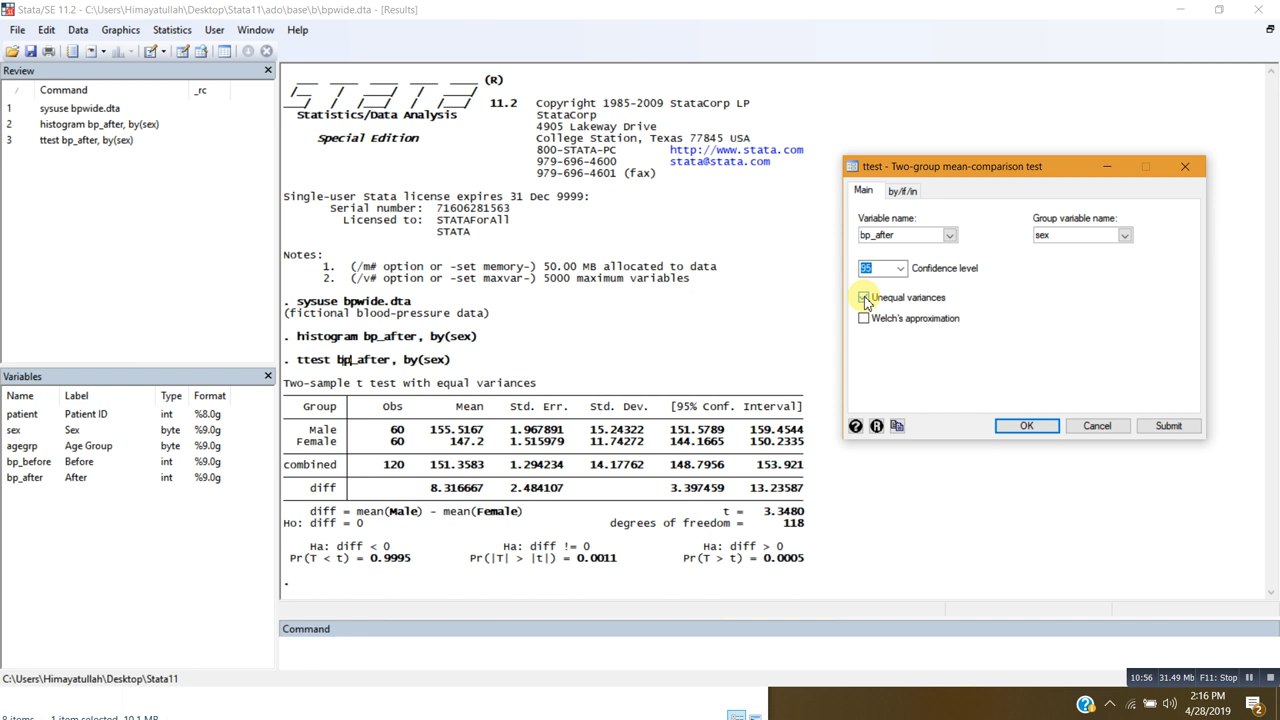 Stata/SE 11.2 - C:\Users\Himayatullah\Desktop\Stata11\ado\base\b\bpwide.dta - [Results]
File Edit Data Graphics Statistics User Window Help
Review
Command _rc
1 sysuse bpwide.dta
2 histogram bp_after, by(sex)
3 ttest bp_after, by(sex)
Variables
Name Label Type Format
patient Patient ID int %8.0g
sex Sex int %9.0g
agegrp Age Group int %9.0g
bp_before Before int %9.0g
bp_after After int %9.0g
STATA (R)
11.2 Copyright 1985-2009 StataCorp LP
Statistics/Data Analysis StataCorp
4905 Lakeway Drive
Special Edition College Station, Texas 77845 USA
800-STATA-PC http://www.stata.com
979-696-4600 stata@stata.com
979-696-4601 (fax)
Single-user Stata license expires 31 Dec 9999:
Serial number: 71606281563
Licensed to: STATAForAll
STATA
Notes:
1. (/m# option or -set memory-) 50.00 MB allocated to data
2. (/v# option or -set maxvar-) 5000 maximum variables
. sysuse bpwide.dta
(fictional blood-pressure data)
. histogram bp_after, by(sex)
. ttest bp_after, by(sex)
Two-sample t test with equal variances
Group Obs Mean Std. Err. Std. Dev. [95% Conf. Interval]
Male 60 155.5167 1.967891 15.24322 151.5789 159.4544
Female 60 147.2 1.515979 11.74272 144.1665 150.2335
combined 120 151.3583 1.294234 14.17762 148.7956 153.921
diff 8.316667 2.484107 3.397459 13.23587
diff = mean(Male) - mean(Female) t = 3.3480
Ho: diff = 0 degrees of freedom = 118
Ha: diff < 0 Ha: diff != 0 Ha: diff > 0
Pr(T < t) = 0.9995 Pr(|T| > |t|) = 0.0011 Pr(T > t) = 0.0005
.
Command
ttest - Two-group mean-comparison test
Main by/if/in
Variable name: Group variable name:
bp_after sex
95 Confidence level
Unequal variances
Welch's approximation
OK Cancel Submit
C:\Users\Himayatullah\Desktop\Stata11
10:56 31.49 Mb F11: Stop
2:16 PM
4/28/2019
2
8 items 1 item selected 10.1 MB